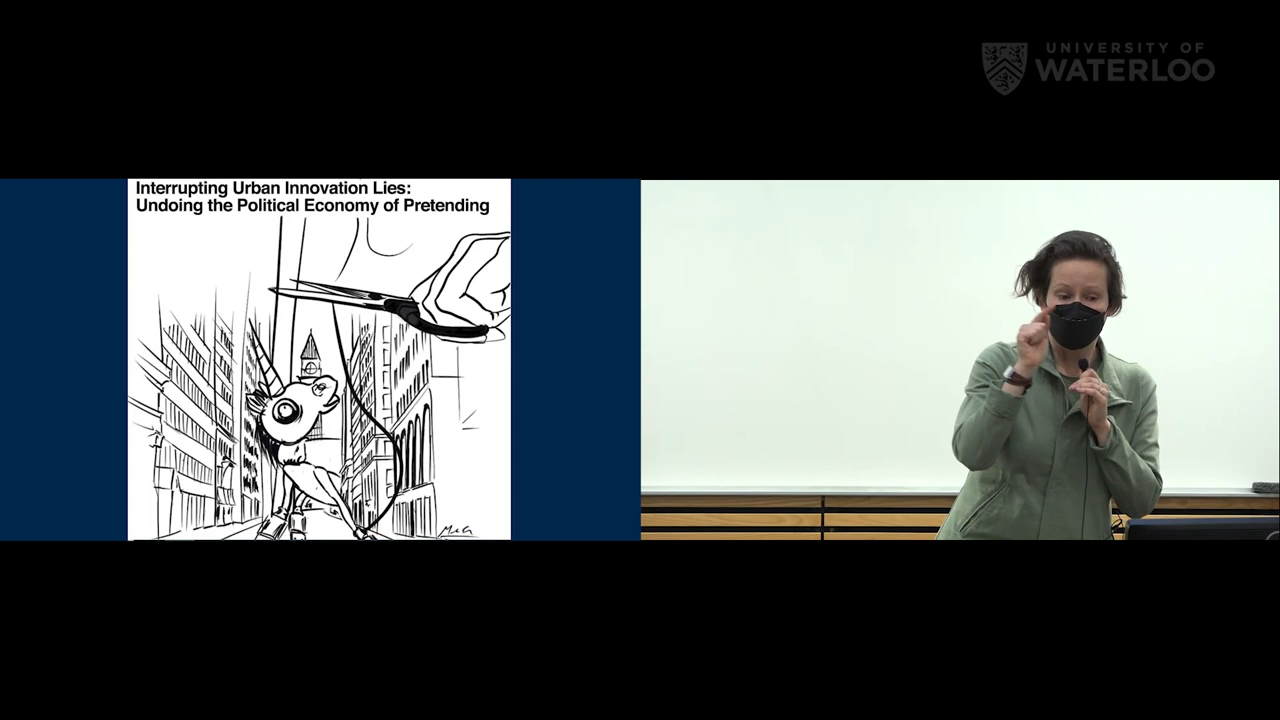 UNIVERSITY OF
WATERLOO
Interrupting Urban Innovation Lies:
Undoing the Political Economy of Pretending